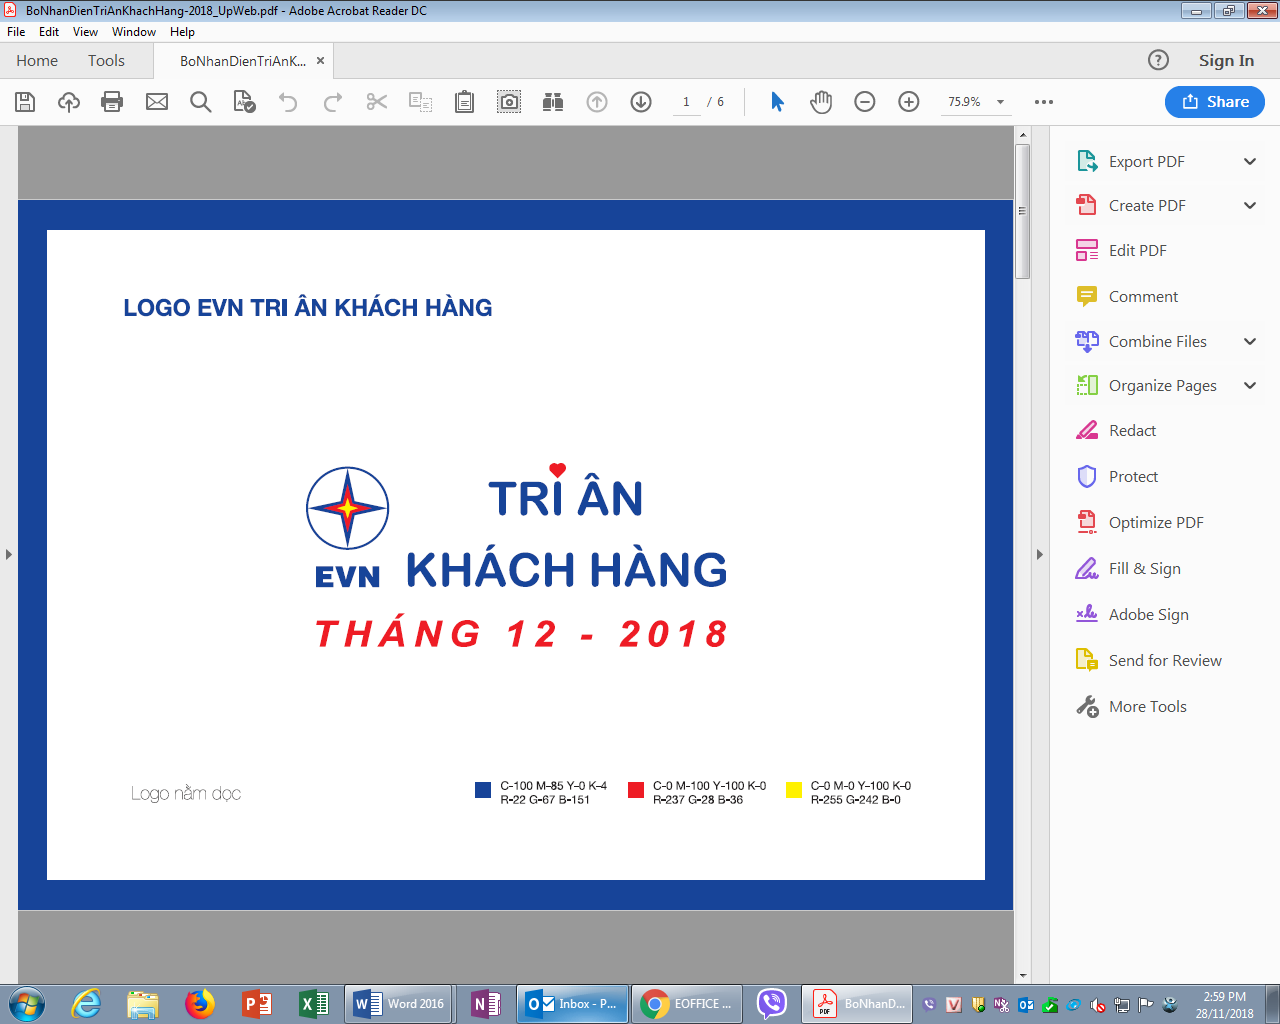 BoNhanDienTriAnKhachHang-2018_UpWeb.pdf - Adobe Acrobat Reader DC
File Edit View Window Help
Home Tools BoNhanDienTriAnK... × Sign In
1 / 6 75.9% Share
Export PDF
Create PDF
Edit PDF
Comment
Combine Files
Organize Pages
Redact
Protect
Optimize PDF
Fill & Sign
Adobe Sign
Send for Review
More Tools
LOGO EVN TRI ÂN KHÁCH HÀNG
TRI ÂN
EVN KHÁCH HÀNG
THÁNG 12 - 2018
Logo nằm dọc
C-100 M-85 Y-0 K-4
R-22 G-67 B-151
C-0 M-100 Y-100 K-0
R-237 G-28 B-36
C-0 M-0 Y-100 K-0
R-255 G-242 B-0
Word 2016 Inbox - P... EOFFICE ... BoNhanD...
2:59 PM
28/11/2018